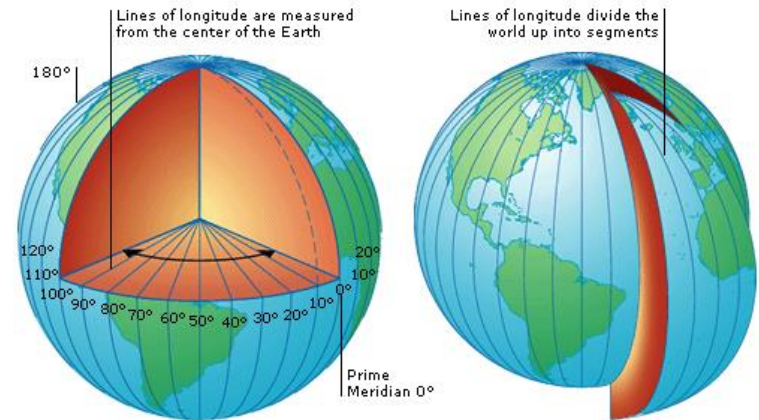 Lines of longitude are measured
from the center of the Earth
180°
120°
110°
100°
90°
80°
70°
60°
50°
40°
30°
20°
10°
0°
10°
20°
Prime
Meridian 0°
Lines of longitude divide the
world up into segments